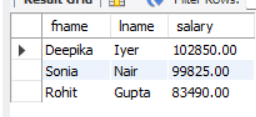 Result Grid Filter Rows:
fname lname salary
Deepika Iyer 102850.00
Sonia Nair 99825.00
Rohit Gupta 83490.00